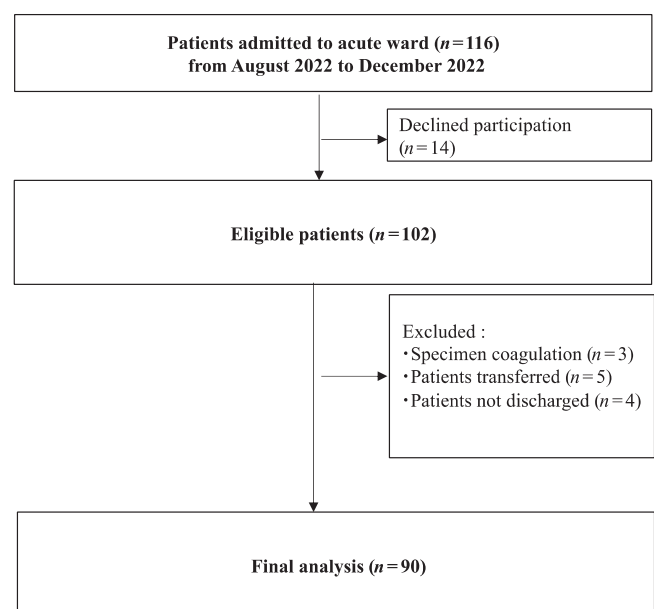 Patients admitted to acute ward (n=116)
from August 2022 to December 2022
Declined participation
(n=14)
Eligible patients (n=102)
Excluded :
・Specimen coagulation (n=3)
・Patients transferred (n=5)
・Patients not discharged (n=4)
Final analysis (n=90)